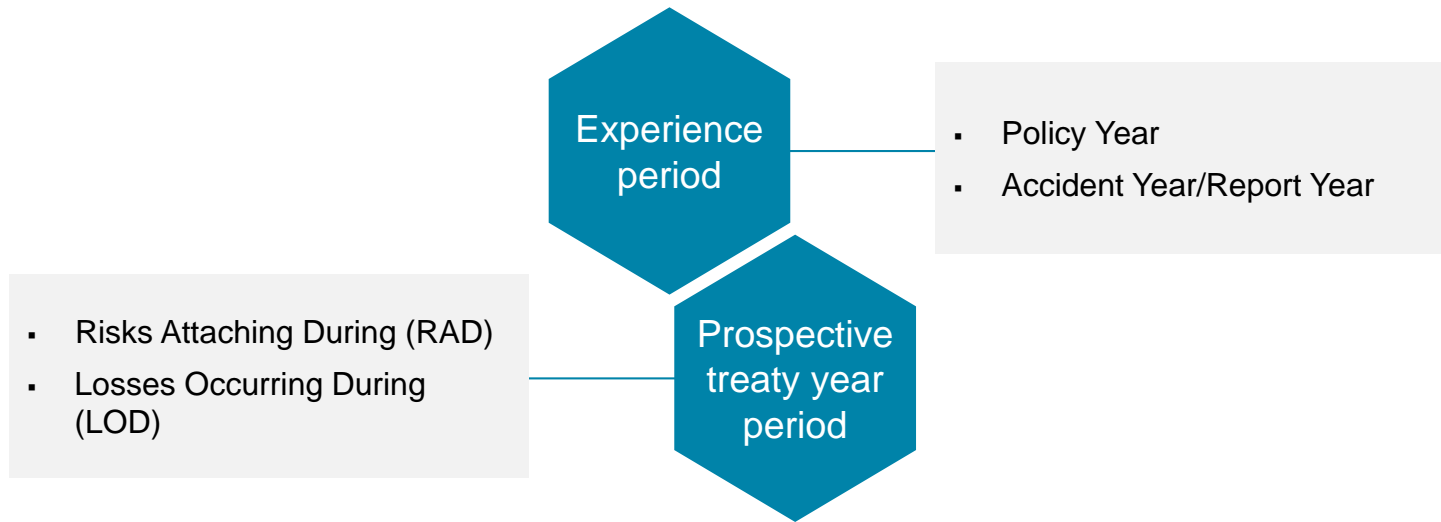 Experience
period
▪ Policy Year
▪ Accident Year/Report Year
▪ Risks Attaching During (RAD)
▪ Losses Occurring During
(LOD)
Prospective
treaty year
period